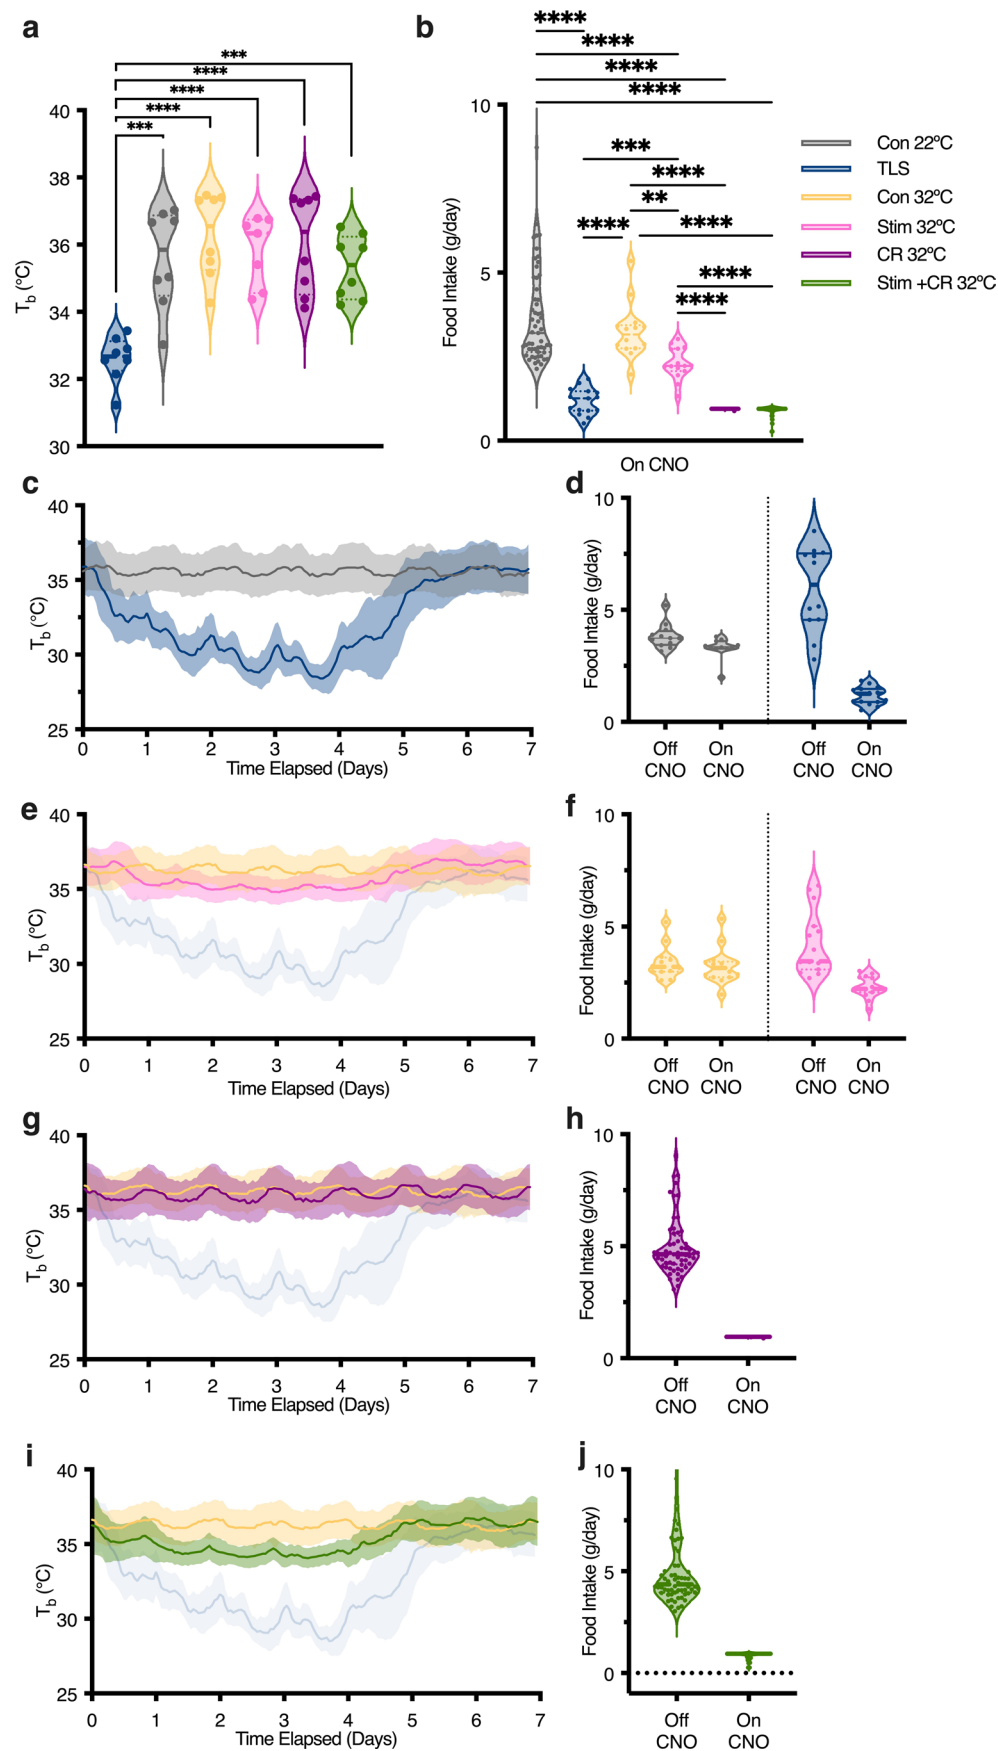 a
***
****
****
****
***
40
38
36
34
32
30
Tb (°C)
b
****
****
****
****
***
****
**
****
****
****
****
10
5
0
Food Intake (g/day)
On CNO
Con 22ºC
TLS
Con 32ºC
Stim 32ºC
CR 32ºC
Stim +CR 32ºC
c
40
35
30
25
Tb (°C)
0 1 2 3 4 5 6 7
Time Elapsed (Days)
d
10
5
0
Food Intake (g/day)
Off On Off On
CNO CNO CNO CNO
e
40
35
30
25
Tb (°C)
0 1 2 3 4 5 6 7
Time Elapsed (Days)
f
10
5
0
Food Intake (g/day)
Off On Off On
CNO CNO CNO CNO
g
40
35
30
25
Tb (°C)
0 1 2 3 4 5 6 7
Time Elapsed (Days)
h
10
5
0
Food Intake (g/day)
Off On
CNO CNO
i
40
35
30
25
Tb (°C)
0 1 2 3 4 5 6 7
Time Elapsed (Days)
j
10
5
0
Food Intake (g/day)
Off On
CNO CNO